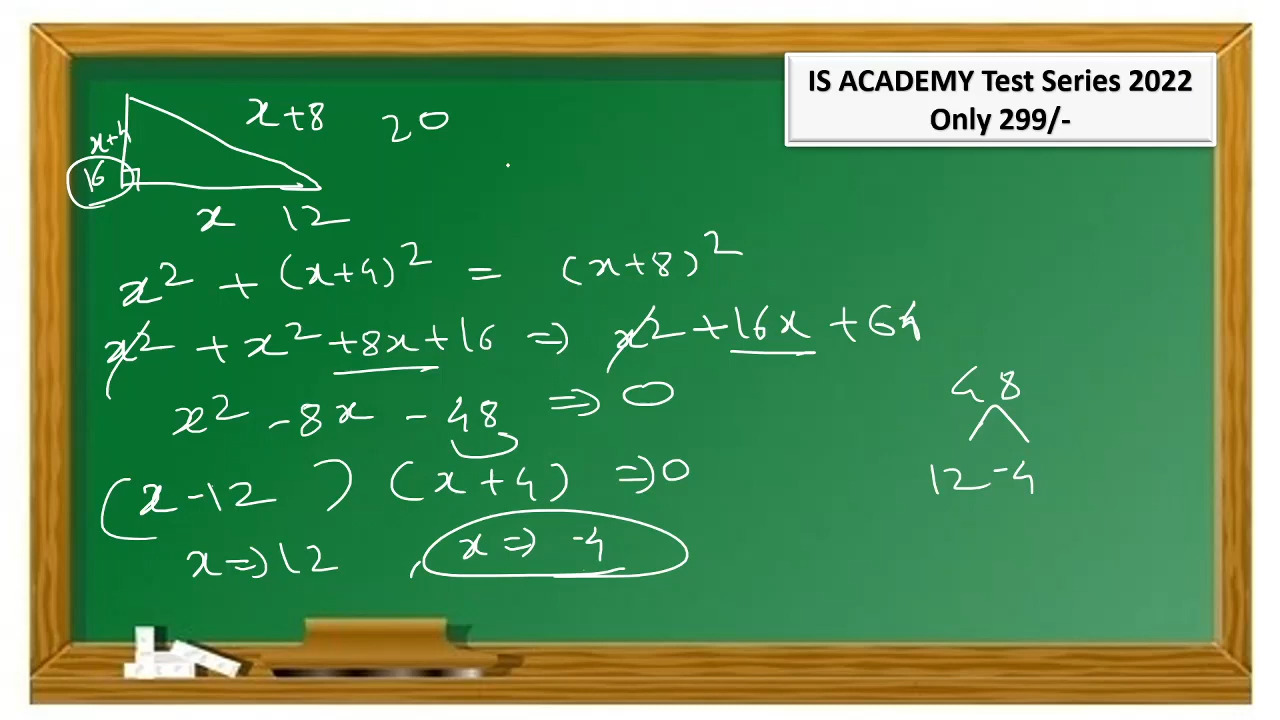 IS ACADEMY Test Series 2022
Only 299/-
x+8 20
x+4
16
x 12
x² + (x+4)² = (x+8)²
x² + x² +8x+16 ⇒ x² +16x +64
x² -8x -48 ⇒ 0
48
(x-12) (x+4) ⇒0
12 -4
x⇒12, x⇒ -4